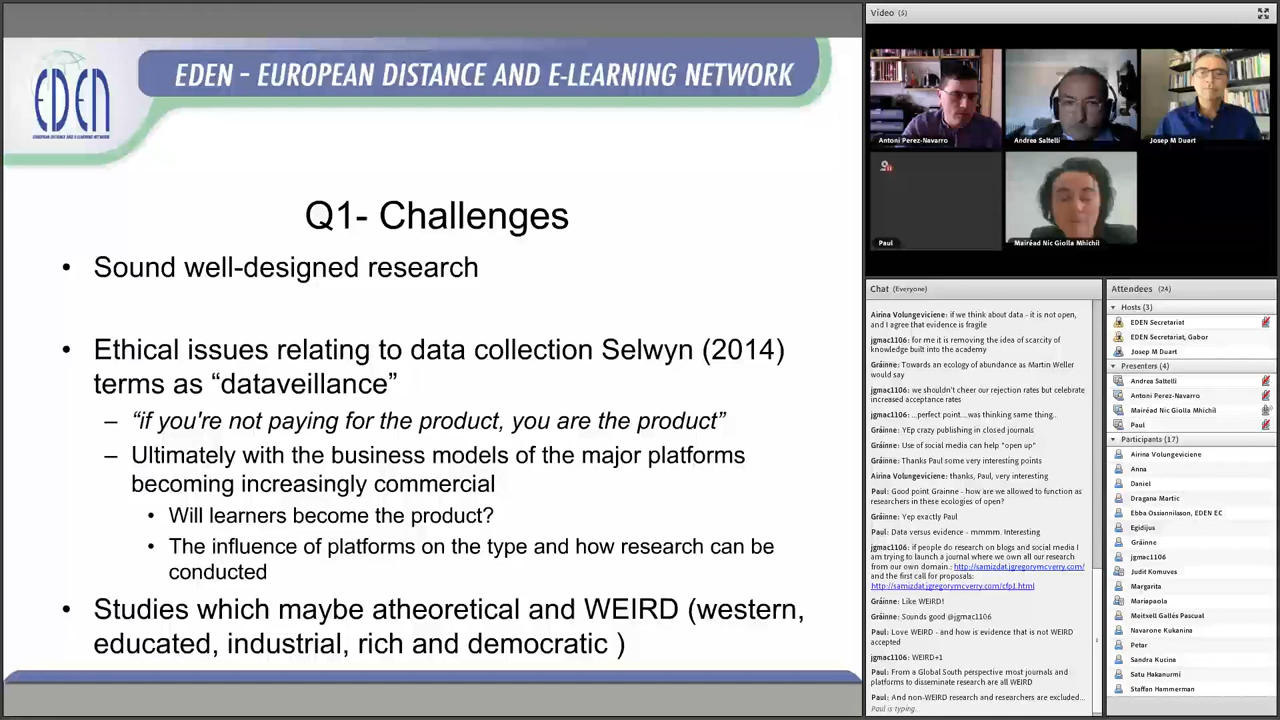 EDEN
EUROPEAN DISTANCE AND E-LEARNING NETWORK
EDEN – EUROPEAN DISTANCE AND E-LEARNING NETWORK
Q1- Challenges
• Sound well-designed research
• Ethical issues relating to data collection Selwyn (2014)
terms as “dataveillance”
– “if you're not paying for the product, you are the product”
– Ultimately with the business models of the major platforms
becoming increasingly commercial
• Will learners become the product?
• The influence of platforms on the type and how research can be
conducted
• Studies which maybe atheoretical and WEIRD (western,
educated, industrial, rich and democratic )
Video (5)
Antoni Perez-Navarro
Andrea Saltelli
Josep M Duart
Paul
Mairéad Nic Giolla Mhichíl
Chat (Everyone)
Airina Volungeviciene: if we think about data - it is not open,
and I agree that evidence is fragile
jgmac1106: for me it is removing the idea of scarcity of
knowledge built into the academy
Gráinne: Towards an ecology of abundance as Martin Weller
would say
jgmac1106: we shouldn't cheer our rejection rates but celebrate
increased acceptance rates
jgmac1106: ...perfect point....was thinking same thing..
Gráinne: YEp crazy publishing in closed journals
Gráinne: Use of social media can help "open up"
Gráinne: Thanks Paul some very interesting points
Airina Volungeviciene: thanks, Paul, very interesting
Paul: Good point Grainne - how are we allowed to function as
researchers in these ecologies of open?
Gráinne: Yep exactly Paul
Paul: Data versus evidence - mmmm. Interesting
jgmac1106: if people do research on blogs and social media I
am trying to launch a journal where we own all our research
from our own domain.: http://samizdat.jgregorymcverry.com/
and the first call for proposals:
http://samizdat.jgregorymcverry.com/cfp1.html
Gráinne: Like WEIRD!
Gráinne: Sounds good @jgmac1106
Paul: Love WEIRD - and how is evidence that is not WEIRD
accepted
jgmac1106: WEIRD+1
Paul: From a Global South perspective most journals and
platforms to disseminate research are all WEIRD
Paul: And non-WEIRD research and researchers are excluded...
Paul is typing...
Attendees (24)
Hosts (3)
EDEN Secretariat
EDEN Secretariat, Gabor
Josep M Duart
Presenters (4)
Andrea Saltelli
Antoni Perez-Navarro
Mairéad Nic Giolla Mhichíl
Paul
Participants (17)
Airina Volungeviciene
Anna
Daniel
Dragana Martic
Ebba Ossiannilsson, EDEN EC
Egidijus
Gráinne
jgmac1106
Judit Komuves
Margarita
Mariapaola
Meitxell Gallés Pascual
Navarone Kukanina
Petar
Sandra Kucina
Satu Hakanurmi
Staffan Hammerman